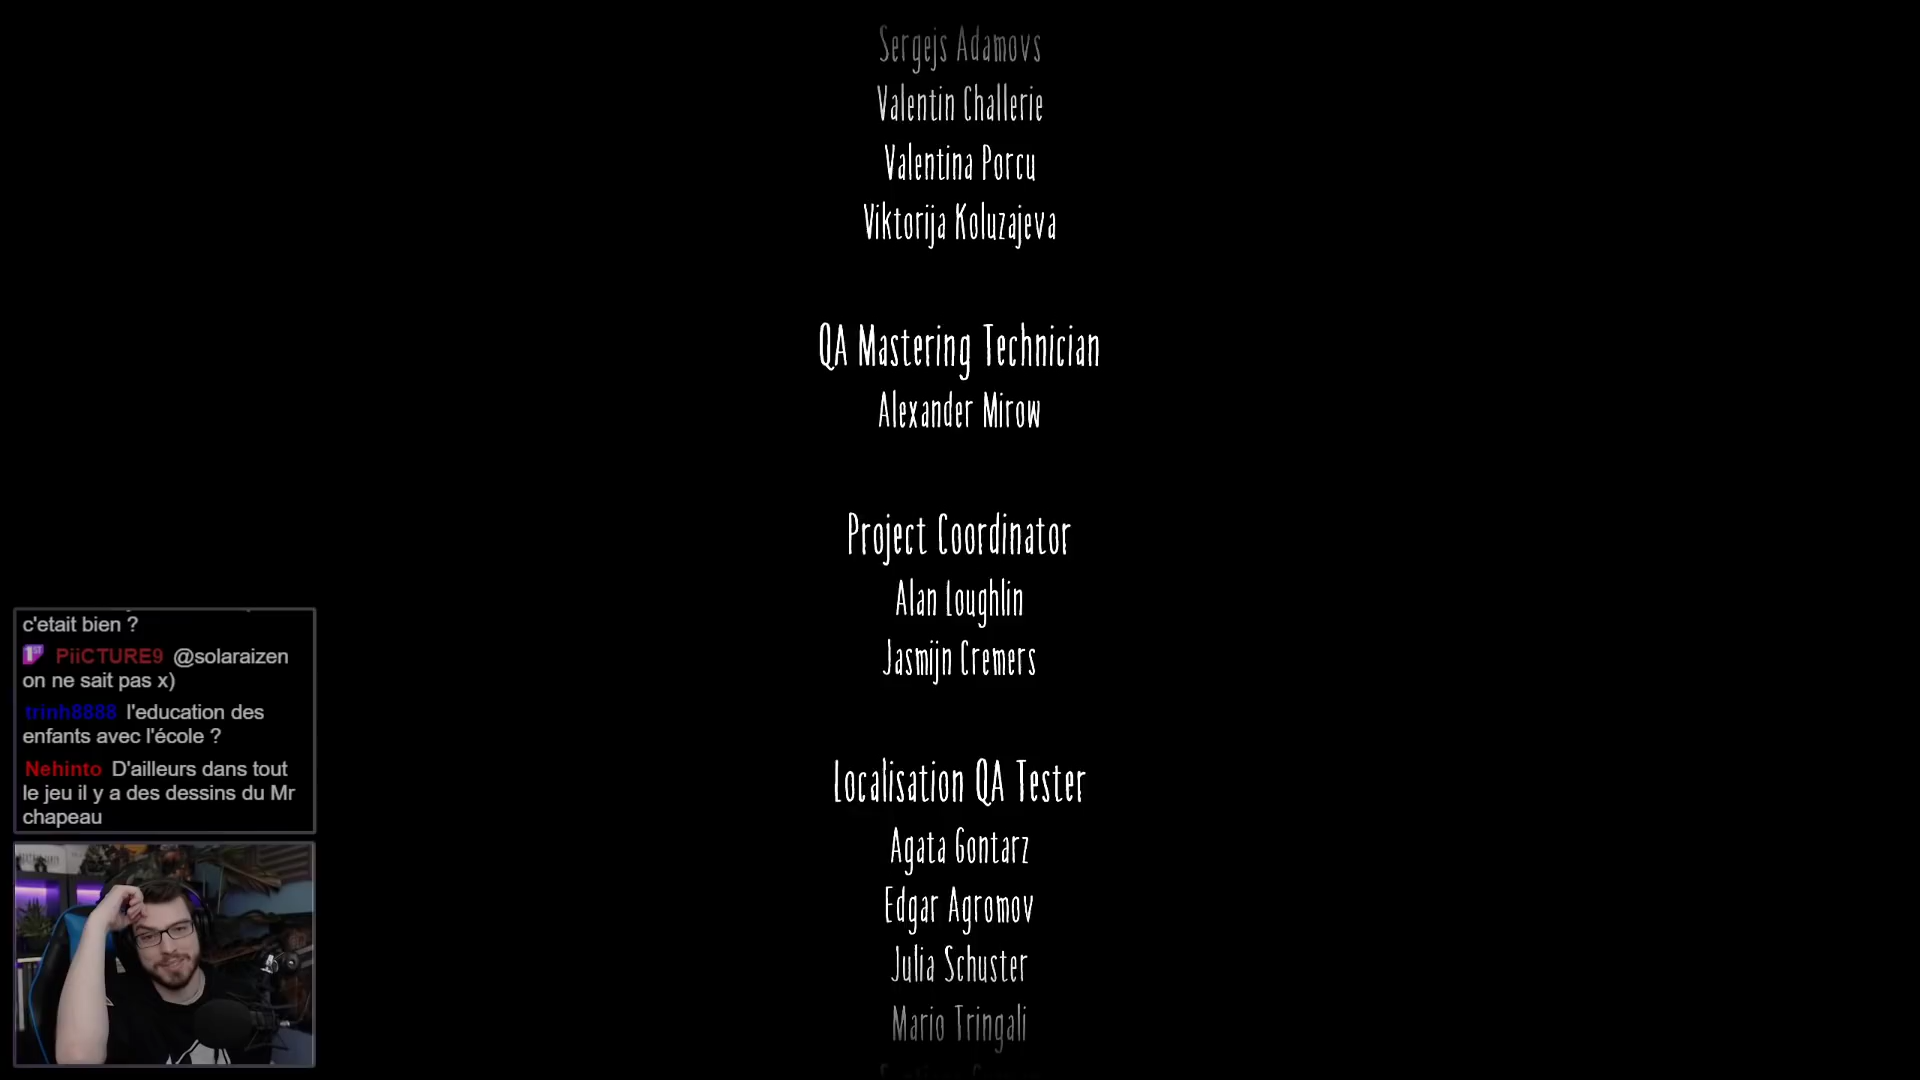 Sergejs Adamovs
Valentin Challerie
Valentina Porcu
Viktorija Koluzajeva
QA Mastering Technician
Alexander Mirow
Project Coordinator
Alan Loughlin
Jasmijn Cremers
Localisation QA Tester
Agata Gontarz
Edgar Agromov
Julia Schuster
Mario Tringali
c'etait bien ?
PiiCTURE9 @solaraizen
on ne sait pas x)
trinh8888 l'education des
enfants avec l'école ?
Nehinto D'ailleurs dans tout
le jeu il y a des dessins du Mr
chapeau